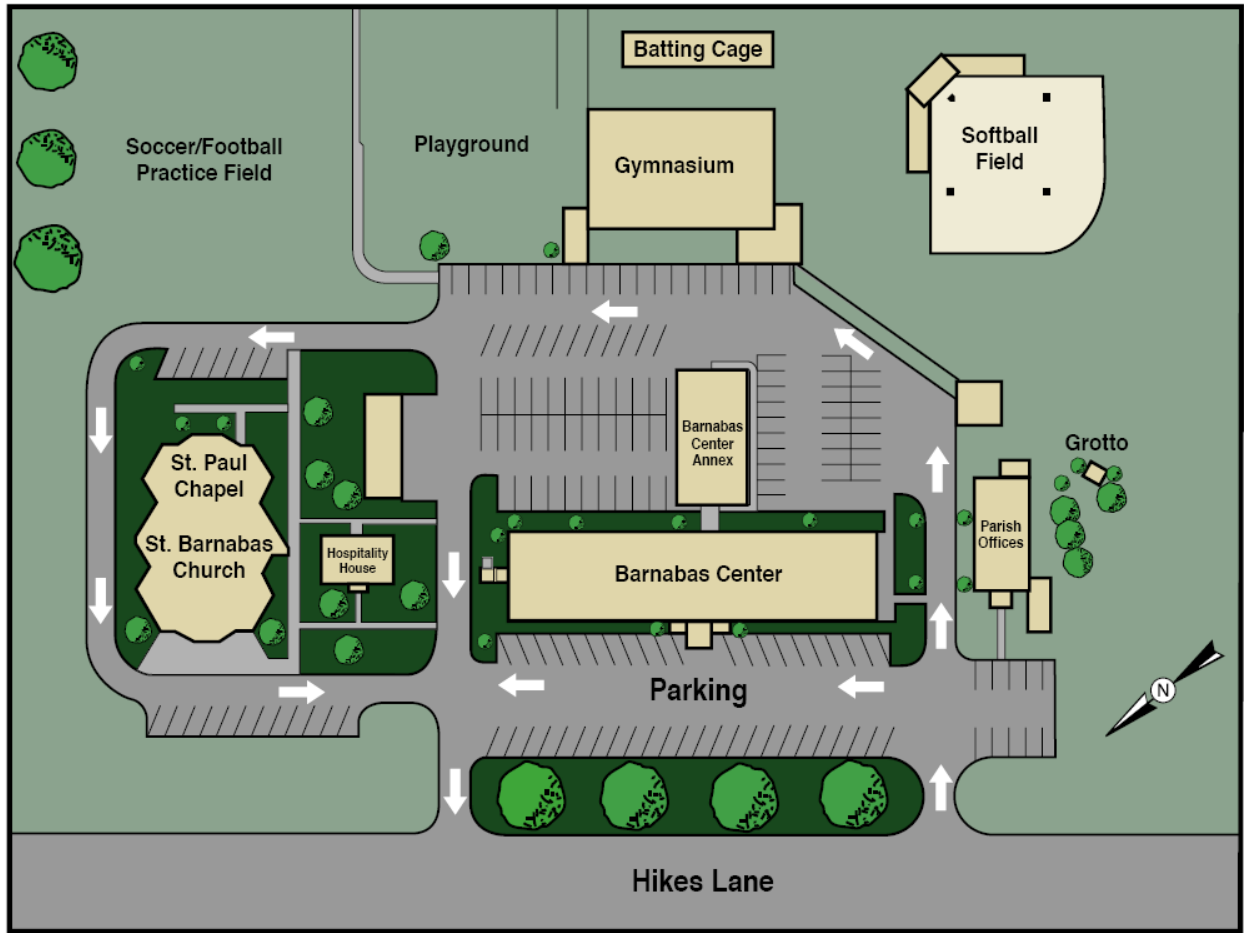 Batting Cage
Soccer/Football
Practice Field
Playground
Gymnasium
Softball
Field
Barnabas
Center
Annex
Grotto
St. Paul
Chapel
St. Barnabas
Church
Hospitality
House
Barnabas Center
Parish
Offices
Parking
N
Hikes Lane